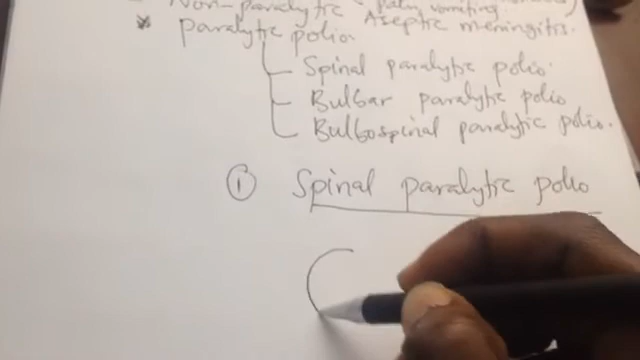 Non-paralytic - vomiting.
* Paralytic polio. Aseptic meningitis.
Spinal paralytic polio.
Bulbar paralytic polio
Bulbospinal paralytic polio.
① Spinal paralytic polio